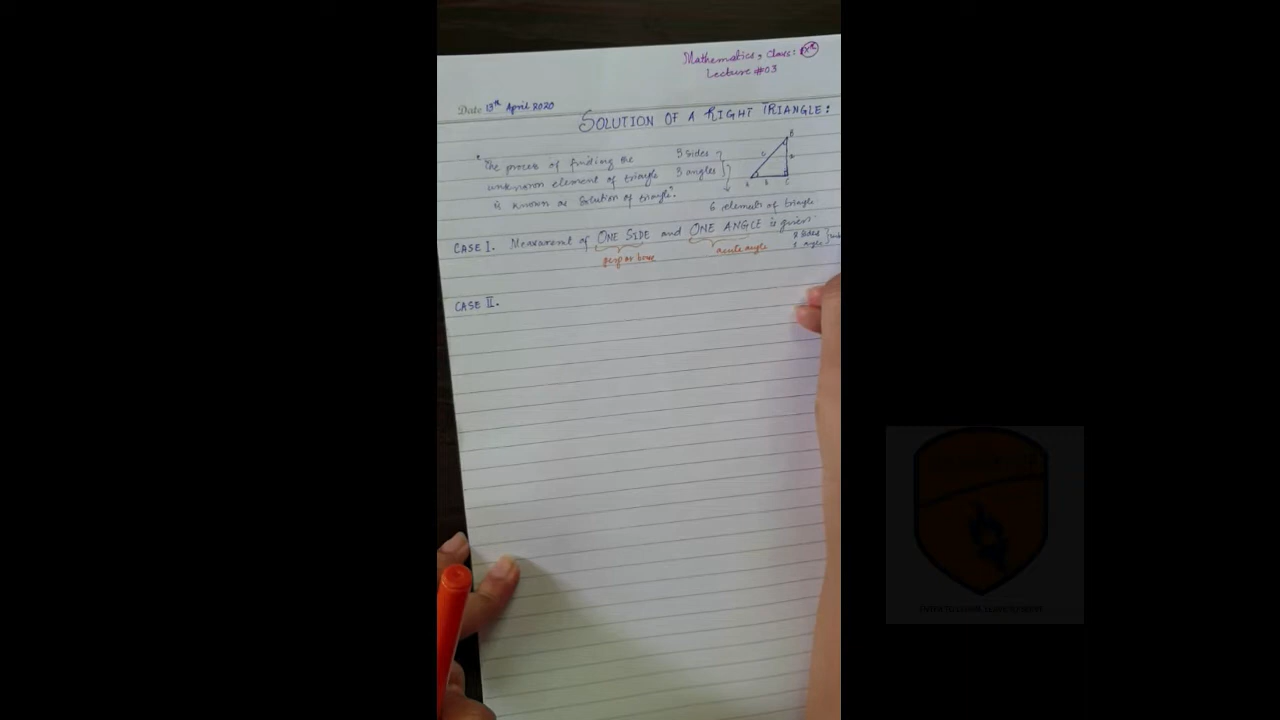 Mathematics, Class:
Lecture #03
Date 13th April 2020
SOLUTION OF A RIGHT TRIANGLE:
"The process of finding the
unknown element of triangle
is known as solution of triangle".
3 sides
3 angles
6 elements of triangle
B
c
a
A
b
C
CASE I. Measurement of ONE SIDE and ONE ANGLE is given.
perp or base
acute angle
sides
angle
CASE II.